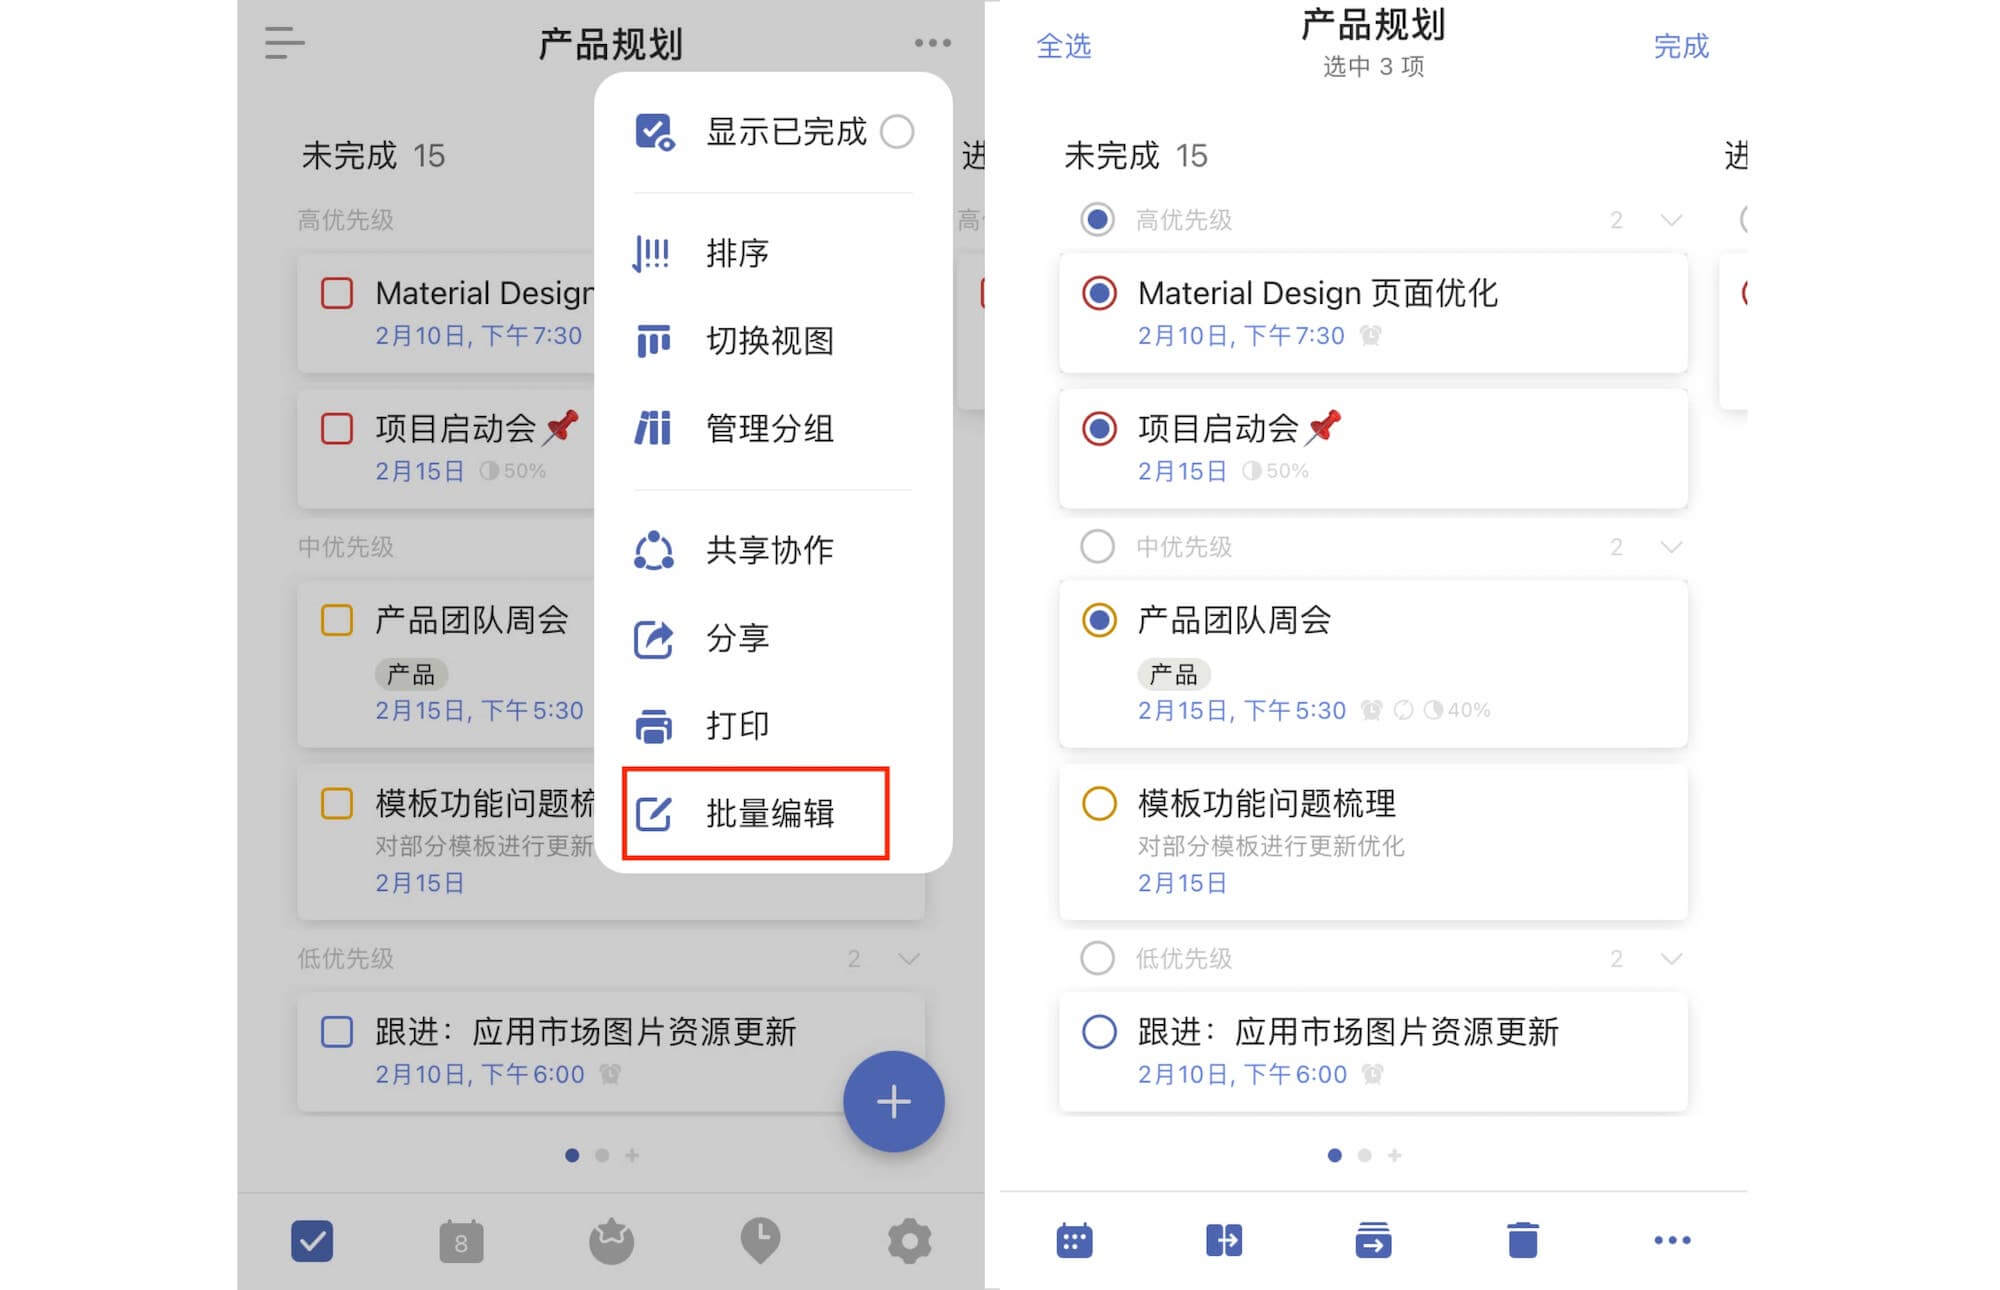 产品规划
显示已完成
排序
切换视图
管理分组
共享协作
分享
打印
批量编辑
未完成 15
进
高优先级
高
Material Design
2月10日, 下午7:30
项目启动会📌
2月15日 50%
中优先级
产品团队周会
产品
2月15日, 下午5:30
模板功能问题梳
对部分模板进行更新
2月15日
低优先级 2
跟进：应用市场图片资源更新
2月10日, 下午6:00
+
+
8
全选
产品规划
选中 3 项
完成
未完成 15
进
高优先级 2
Material Design 页面优化
2月10日, 下午7:30
项目启动会📌
2月15日 50%
中优先级 2
产品团队周会
产品
2月15日, 下午5:30 40%
模板功能问题梳理
对部分模板进行更新优化
2月15日
低优先级 2
跟进：应用市场图片资源更新
2月10日, 下午6:00
+